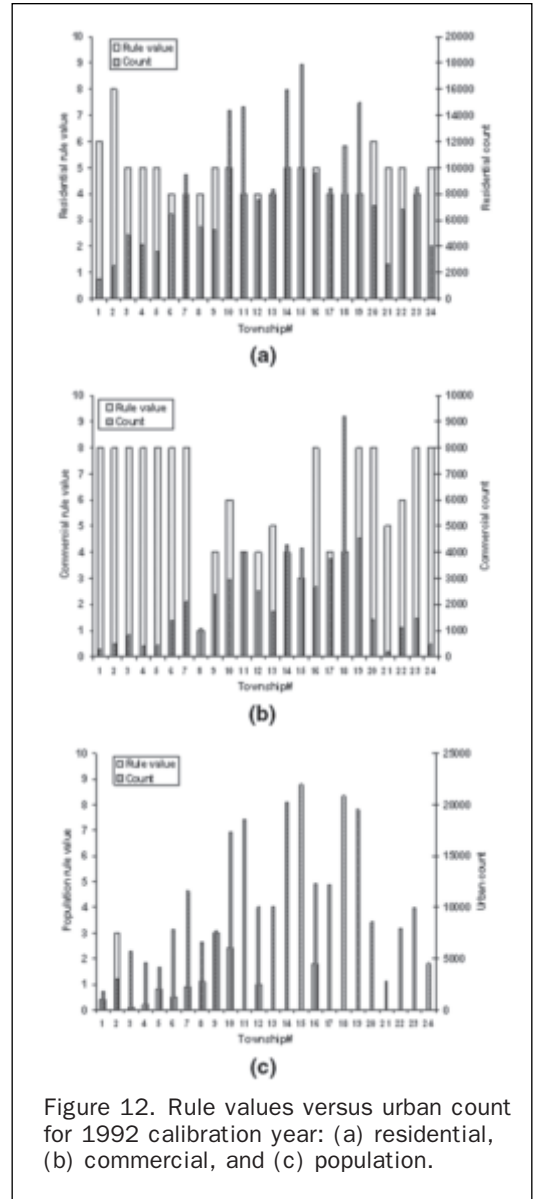 10
9
8
7
6
5
4
3
2
1
0
Residential rule value
Rule value
Count
20000
18000
16000
14000
12000
10000
8000
6000
4000
2000
0
Residential count
1 2 3 4 5 6 7 8 9 10 11 12 13 14 15 16 17 18 19 20 21 22 23 24
Township#
(a)
10
9
8
7
6
5
4
3
2
1
0
Commercial rule value
Rule value
Count
10000
9000
8000
7000
6000
5000
4000
3000
2000
1000
0
Commercial count
1 2 3 4 5 6 7 8 9 10 11 12 13 14 15 16 17 18 19 20 21 22 23 24
Township#
(b)
10
9
8
7
6
5
4
3
2
1
0
Population rule value
Rule value
Count
25000
20000
15000
10000
5000
0
Urban count
1 2 3 4 5 6 7 8 9 10 11 12 13 14 15 16 17 18 19 20 21 22 23 24
Township#
(c)
Figure 12. Rule values versus urban count
for 1992 calibration year: (a) residential,
(b) commercial, and (c) population.